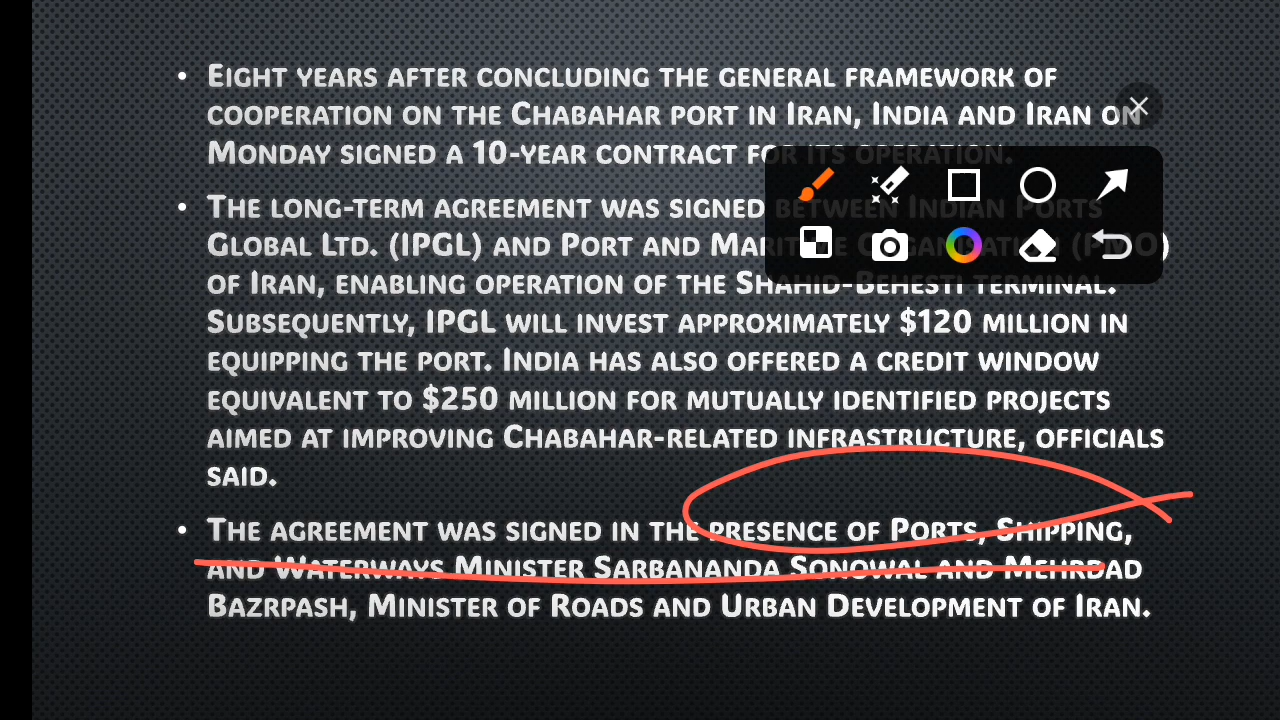 • Eight years after concluding the general framework of
cooperation on the Chabahar port in Iran, India and Iran on
Monday signed a 10-year contract for its operation.
• The long-term agreement was signed between Indian Ports
Global Ltd. (IPGL) and Port and Maritime Organisation (PMO)
of Iran, enabling operation of the Shahid-Behesti terminal.
Subsequently, IPGL will invest approximately $120 million in
equipping the port. India has also offered a credit window
equivalent to $250 million for mutually identified projects
aimed at improving Chabahar-related infrastructure, officials
said.
• The agreement was signed in the presence of Ports, Shipping,
and Waterways Minister Sarbananda Sonowal and Mehrdad
Bazrpash, Minister of Roads and Urban Development of Iran.